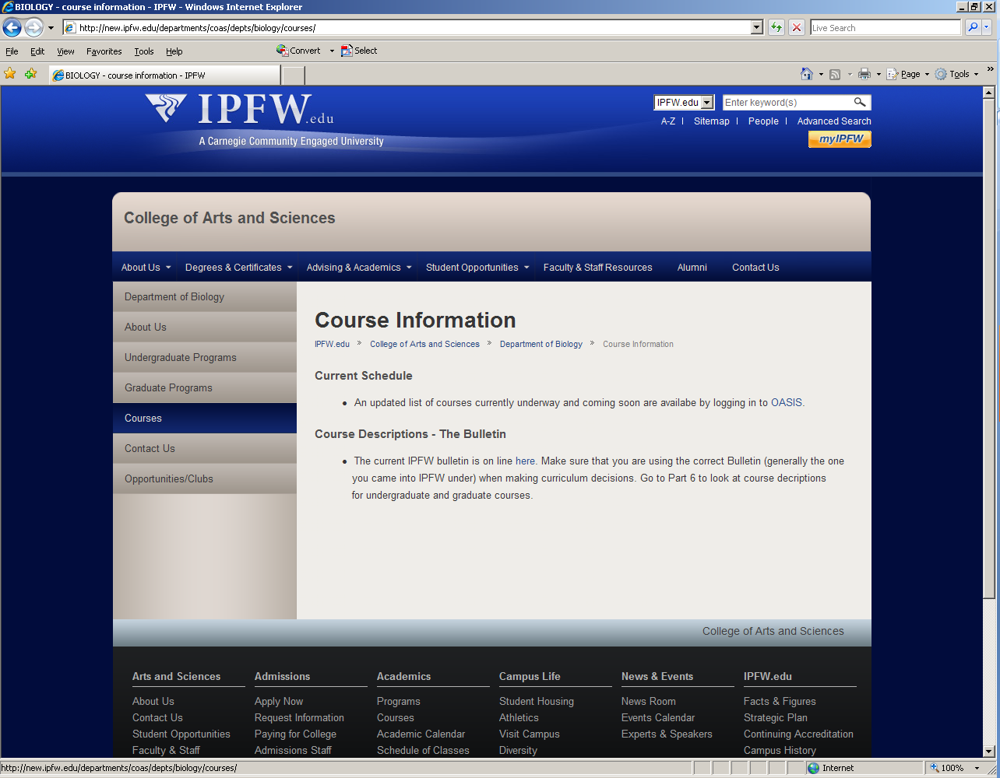 BIOLOGY - course information - IPFW - Windows Internet Explorer
http://new.ipfw.edu/departments/coas/depts/biology/courses/
Live Search
File Edit View Favorites Tools Help
Convert Select
BIOLOGY - course information - IPFW
Page Tools »
IPFW.edu
A Carnegie Community Engaged University
IPFW.edu Enter keyword(s)
A-Z | Sitemap | People | Advanced Search
myIPFW
College of Arts and Sciences
About Us Degrees & Certificates Advising & Academics Student Opportunities Faculty & Staff Resources Alumni Contact Us
Department of Biology
About Us
Undergraduate Programs
Graduate Programs
Courses
Contact Us
Opportunities/Clubs
Course Information
IPFW.edu » College of Arts and Sciences » Department of Biology » Course Information
Current Schedule
• An updated list of courses currently underway and coming soon are availabe by logging in to OASIS.
Course Descriptions - The Bulletin
• The current IPFW bulletin is on line here. Make sure that you are using the correct Bulletin (generally the one
you came into IPFW under) when making curriculum decisions. Go to Part 6 to look at course decriptions
for undergraduate and graduate courses.
College of Arts and Sciences
Arts and Sciences Admissions Academics Campus Life News & Events IPFW.edu
About Us Apply Now Programs Student Housing News Room Facts & Figures
Contact Us Request Information Courses Athletics Events Calendar Strategic Plan
Student Opportunities Paying for College Academic Calendar Visit Campus Experts & Speakers Continuing Accreditation
Faculty & Staff Admissions Staff Schedule of Classes Diversity Campus History
http://new.ipfw.edu/departments/coas/depts/biology/courses/ Internet 100%